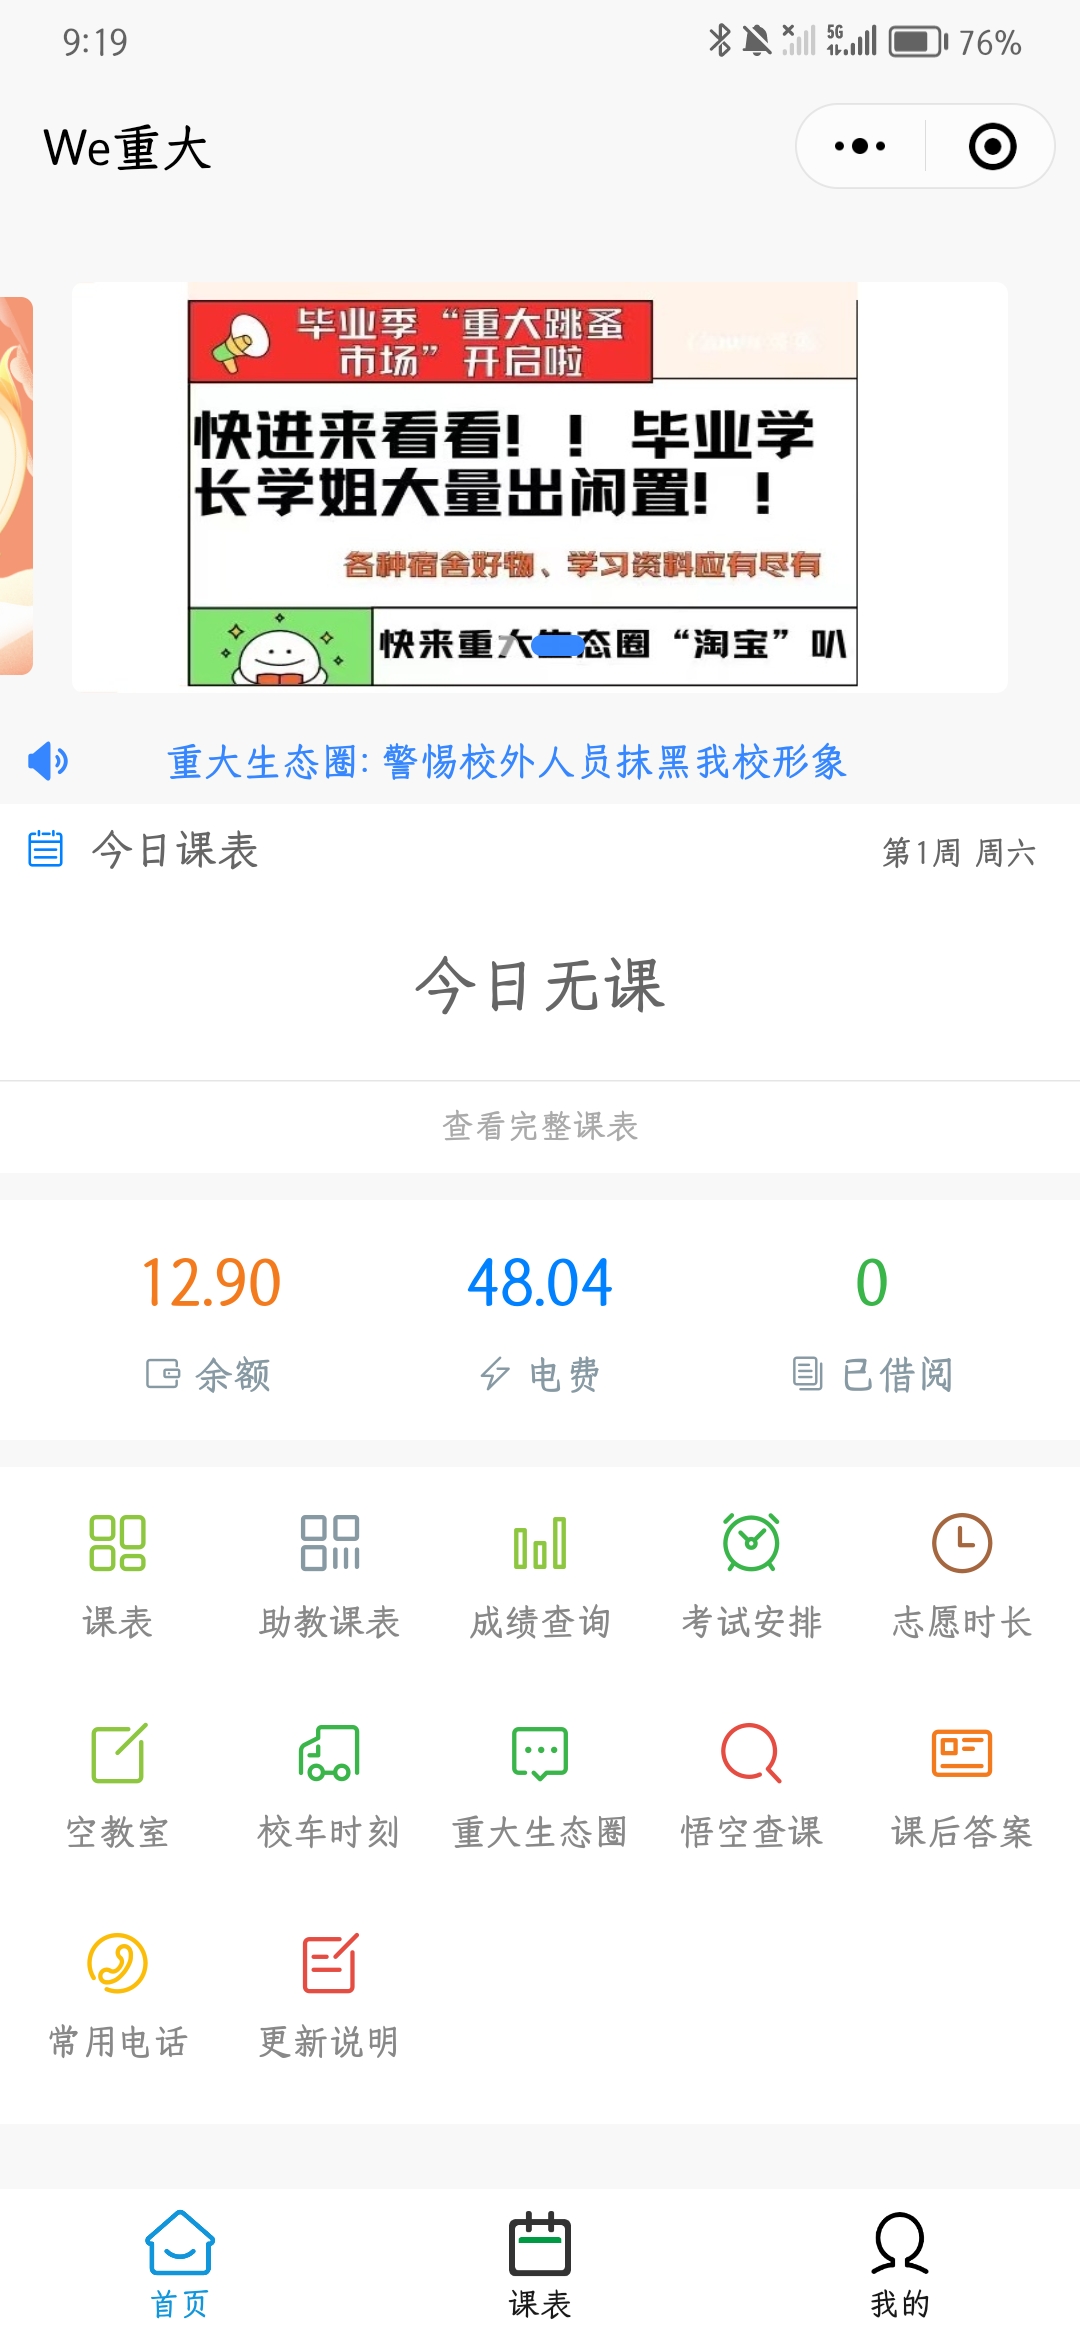 9:19
5G
76%
We重大
毕业季“重大跳蚤
市场”开启啦
快进来看看！！毕业学
长学姐大量出闲置！！
各种宿舍好物、学习资料应有尽有
快来重大生态圈“淘宝”叭
重大生态圈: 警惕校外人员抹黑我校形象
今日课表
第1周 周六
今日无课
查看完整课表
12.90 48.04 0
余额 电费 已借阅
课表 助教课表 成绩查询 考试安排 志愿时长
空教室 校车时刻 重大生态圈 悟空查课 课后答案
常用电话 更新说明
首页 课表 我的